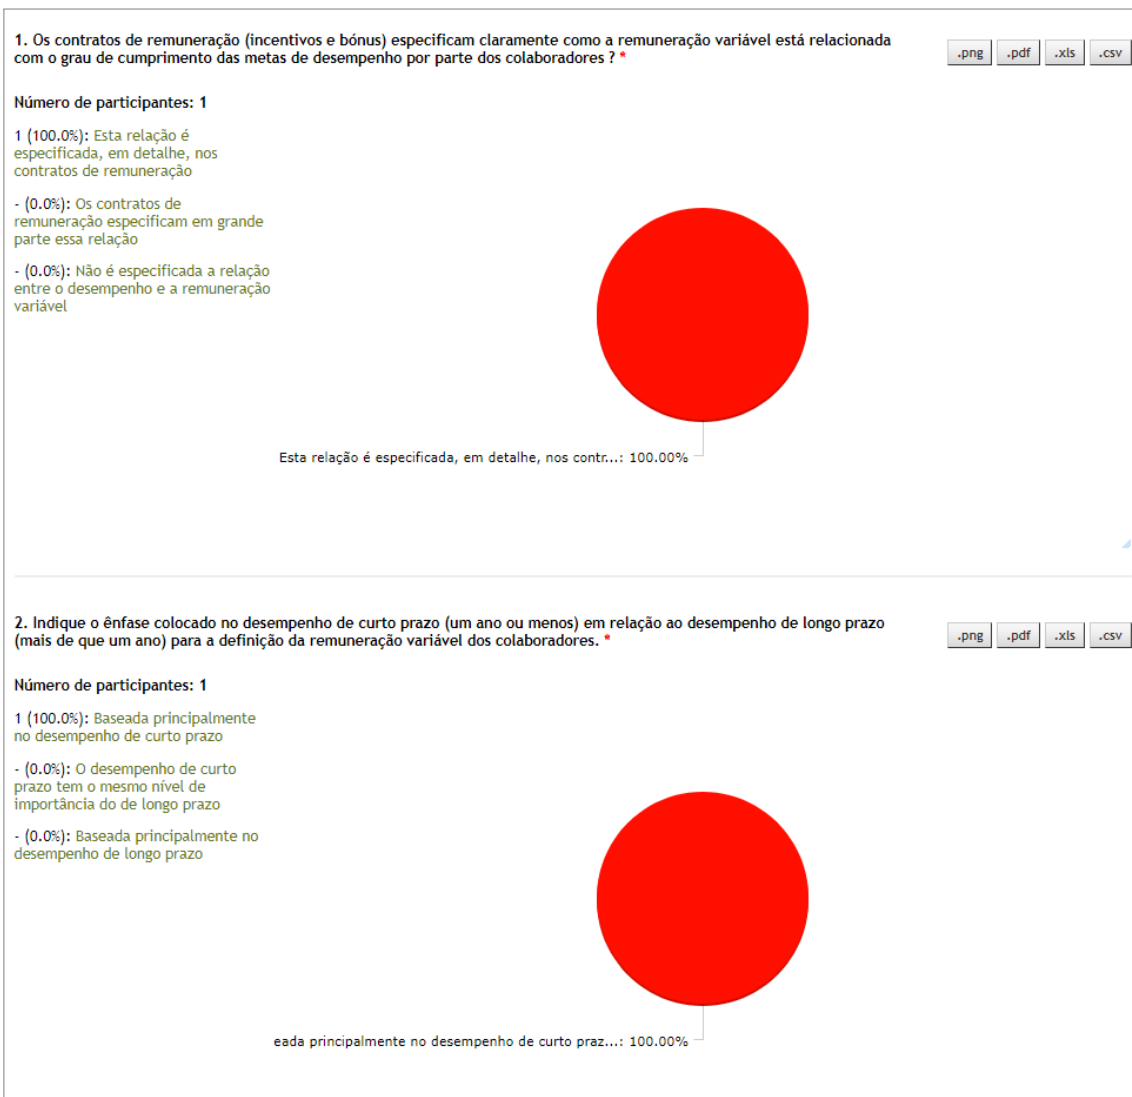 1. Os contratos de remuneração (incentivos e bónus) especificam claramente como a remuneração variável está relacionada
com o grau de cumprimento das metas de desempenho por parte dos colaboradores ? *
.png .pdf .xls .csv
Número de participantes: 1
1 (100.0%): Esta relação é
especificada, em detalhe, nos
contratos de remuneração
- (0.0%): Os contratos de
remuneração especificam em grande
parte essa relação
- (0.0%): Não é especificada a relação
entre o desempenho e a remuneração
variável
Esta relação é especificada, em detalhe, nos contr...: 100.00%
2. Indique o ênfase colocado no desempenho de curto prazo (um ano ou menos) em relação ao desempenho de longo prazo
(mais de que um ano) para a definição da remuneração variável dos colaboradores. *
.png .pdf .xls .csv
Número de participantes: 1
1 (100.0%): Baseada principalmente
no desempenho de curto prazo
- (0.0%): O desempenho de curto
prazo tem o mesmo nível de
importância do de longo prazo
- (0.0%): Baseada principalmente no
desempenho de longo prazo
eada principalmente no desempenho de curto praz...: 100.00%